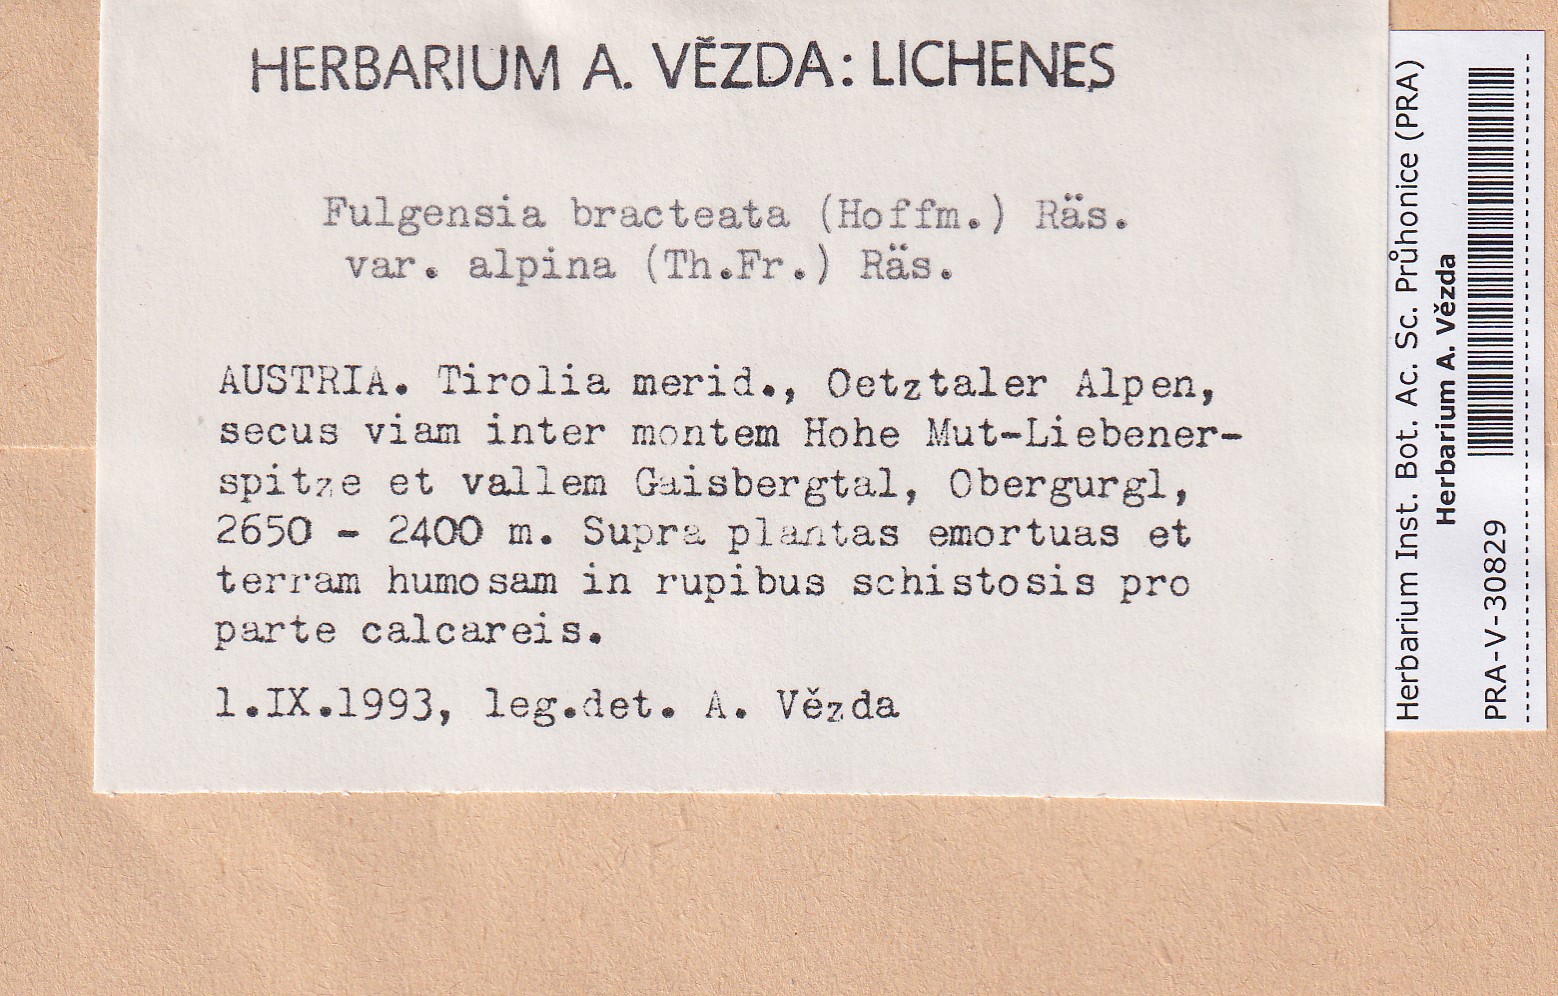 HERBARIUM A. VĚZDA: LICHENES
Fulgensia bracteata (Hoffm.) Räs.
var. alpina (Th.Fr.) Räs.
AUSTRIA. Tirolia merid., Oetztaler Alpen,
secus viam inter montem Hohe Mut-Liebener-
spitze et vallem Gaisbergtal, Obergurgl,
2650 - 2400 m. Supra plantas emortuas et
terram humosam in rupibus schistosis pro
parte calcareis.
1.IX.1993, leg.det. A. Vězda
Herbarium Inst. Bot. Ac. Sc. Průhonice (PRA)
Herbarium A. Vězda
PRA-V-30829